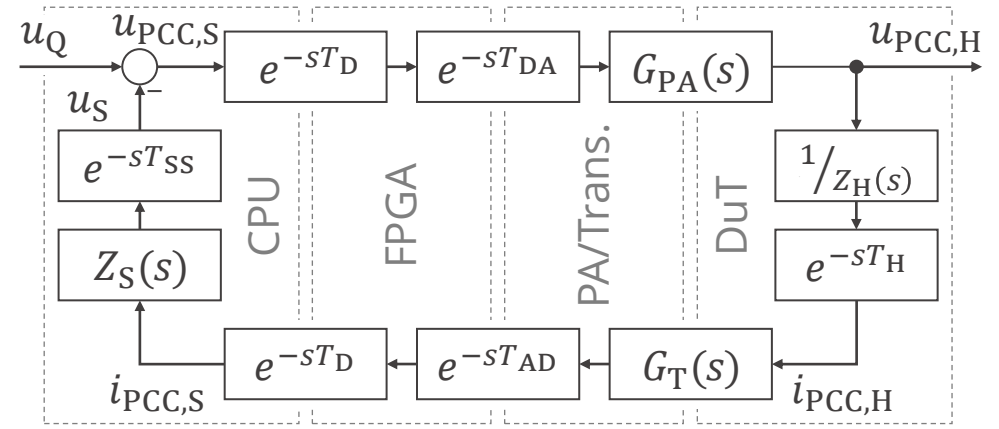 u_Q
u_PCC,S
e^−sT_D
e^−sT_DA
G_PA(s)
u_PCC,H
−
u_S
e^−sT_SS
CPU
FPGA
PA/Trans.
DuT
1/Z_H(s)
Z_S(s)
e^−sT_H
e^−sT_D
e^−sT_AD
G_T(s)
i_PCC,S
i_PCC,H